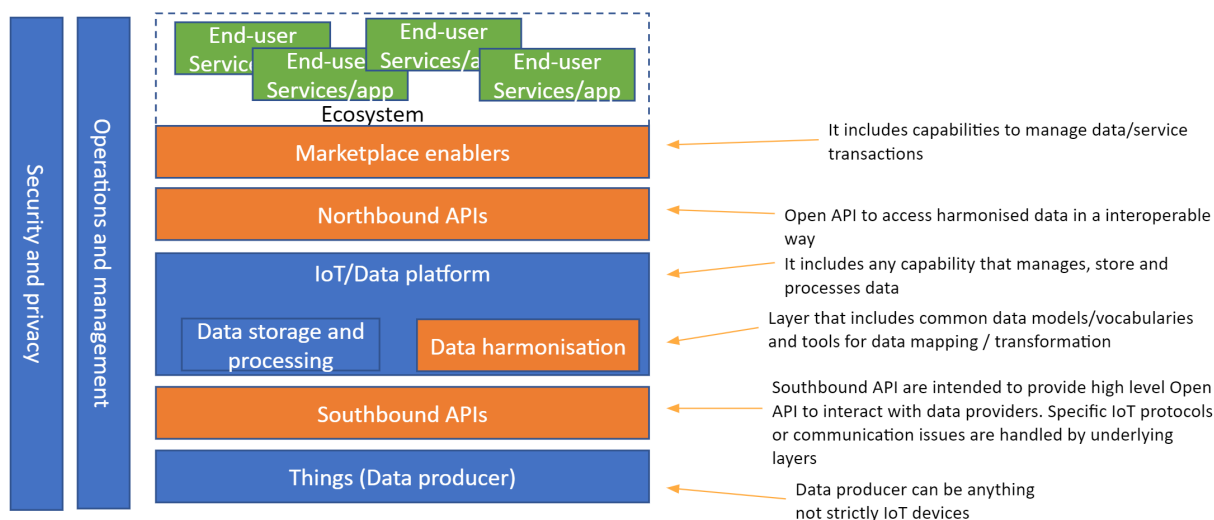 Security and privacy
Operations and management
End-user
Service
End-user
Services/app
End-user
Services/a
End-user
Services/app
Ecosystem
Marketplace enablers
Northbound APIs
IoT/Data platform
Data storage and
processing
Data harmonisation
Southbound APIs
Things (Data producer)
It includes capabilities to manage data/service
transactions
Open API to access harmonised data in a interoperable
way
It includes any capability that manages, store and
processes data
Layer that includes common data models/vocabularies
and tools for data mapping / transformation
Southbound API are intended to provide high level Open
API to interact with data providers. Specific IoT protocols
or communication issues are handled by underlying
layers
Data producer can be anything
not strictly IoT devices